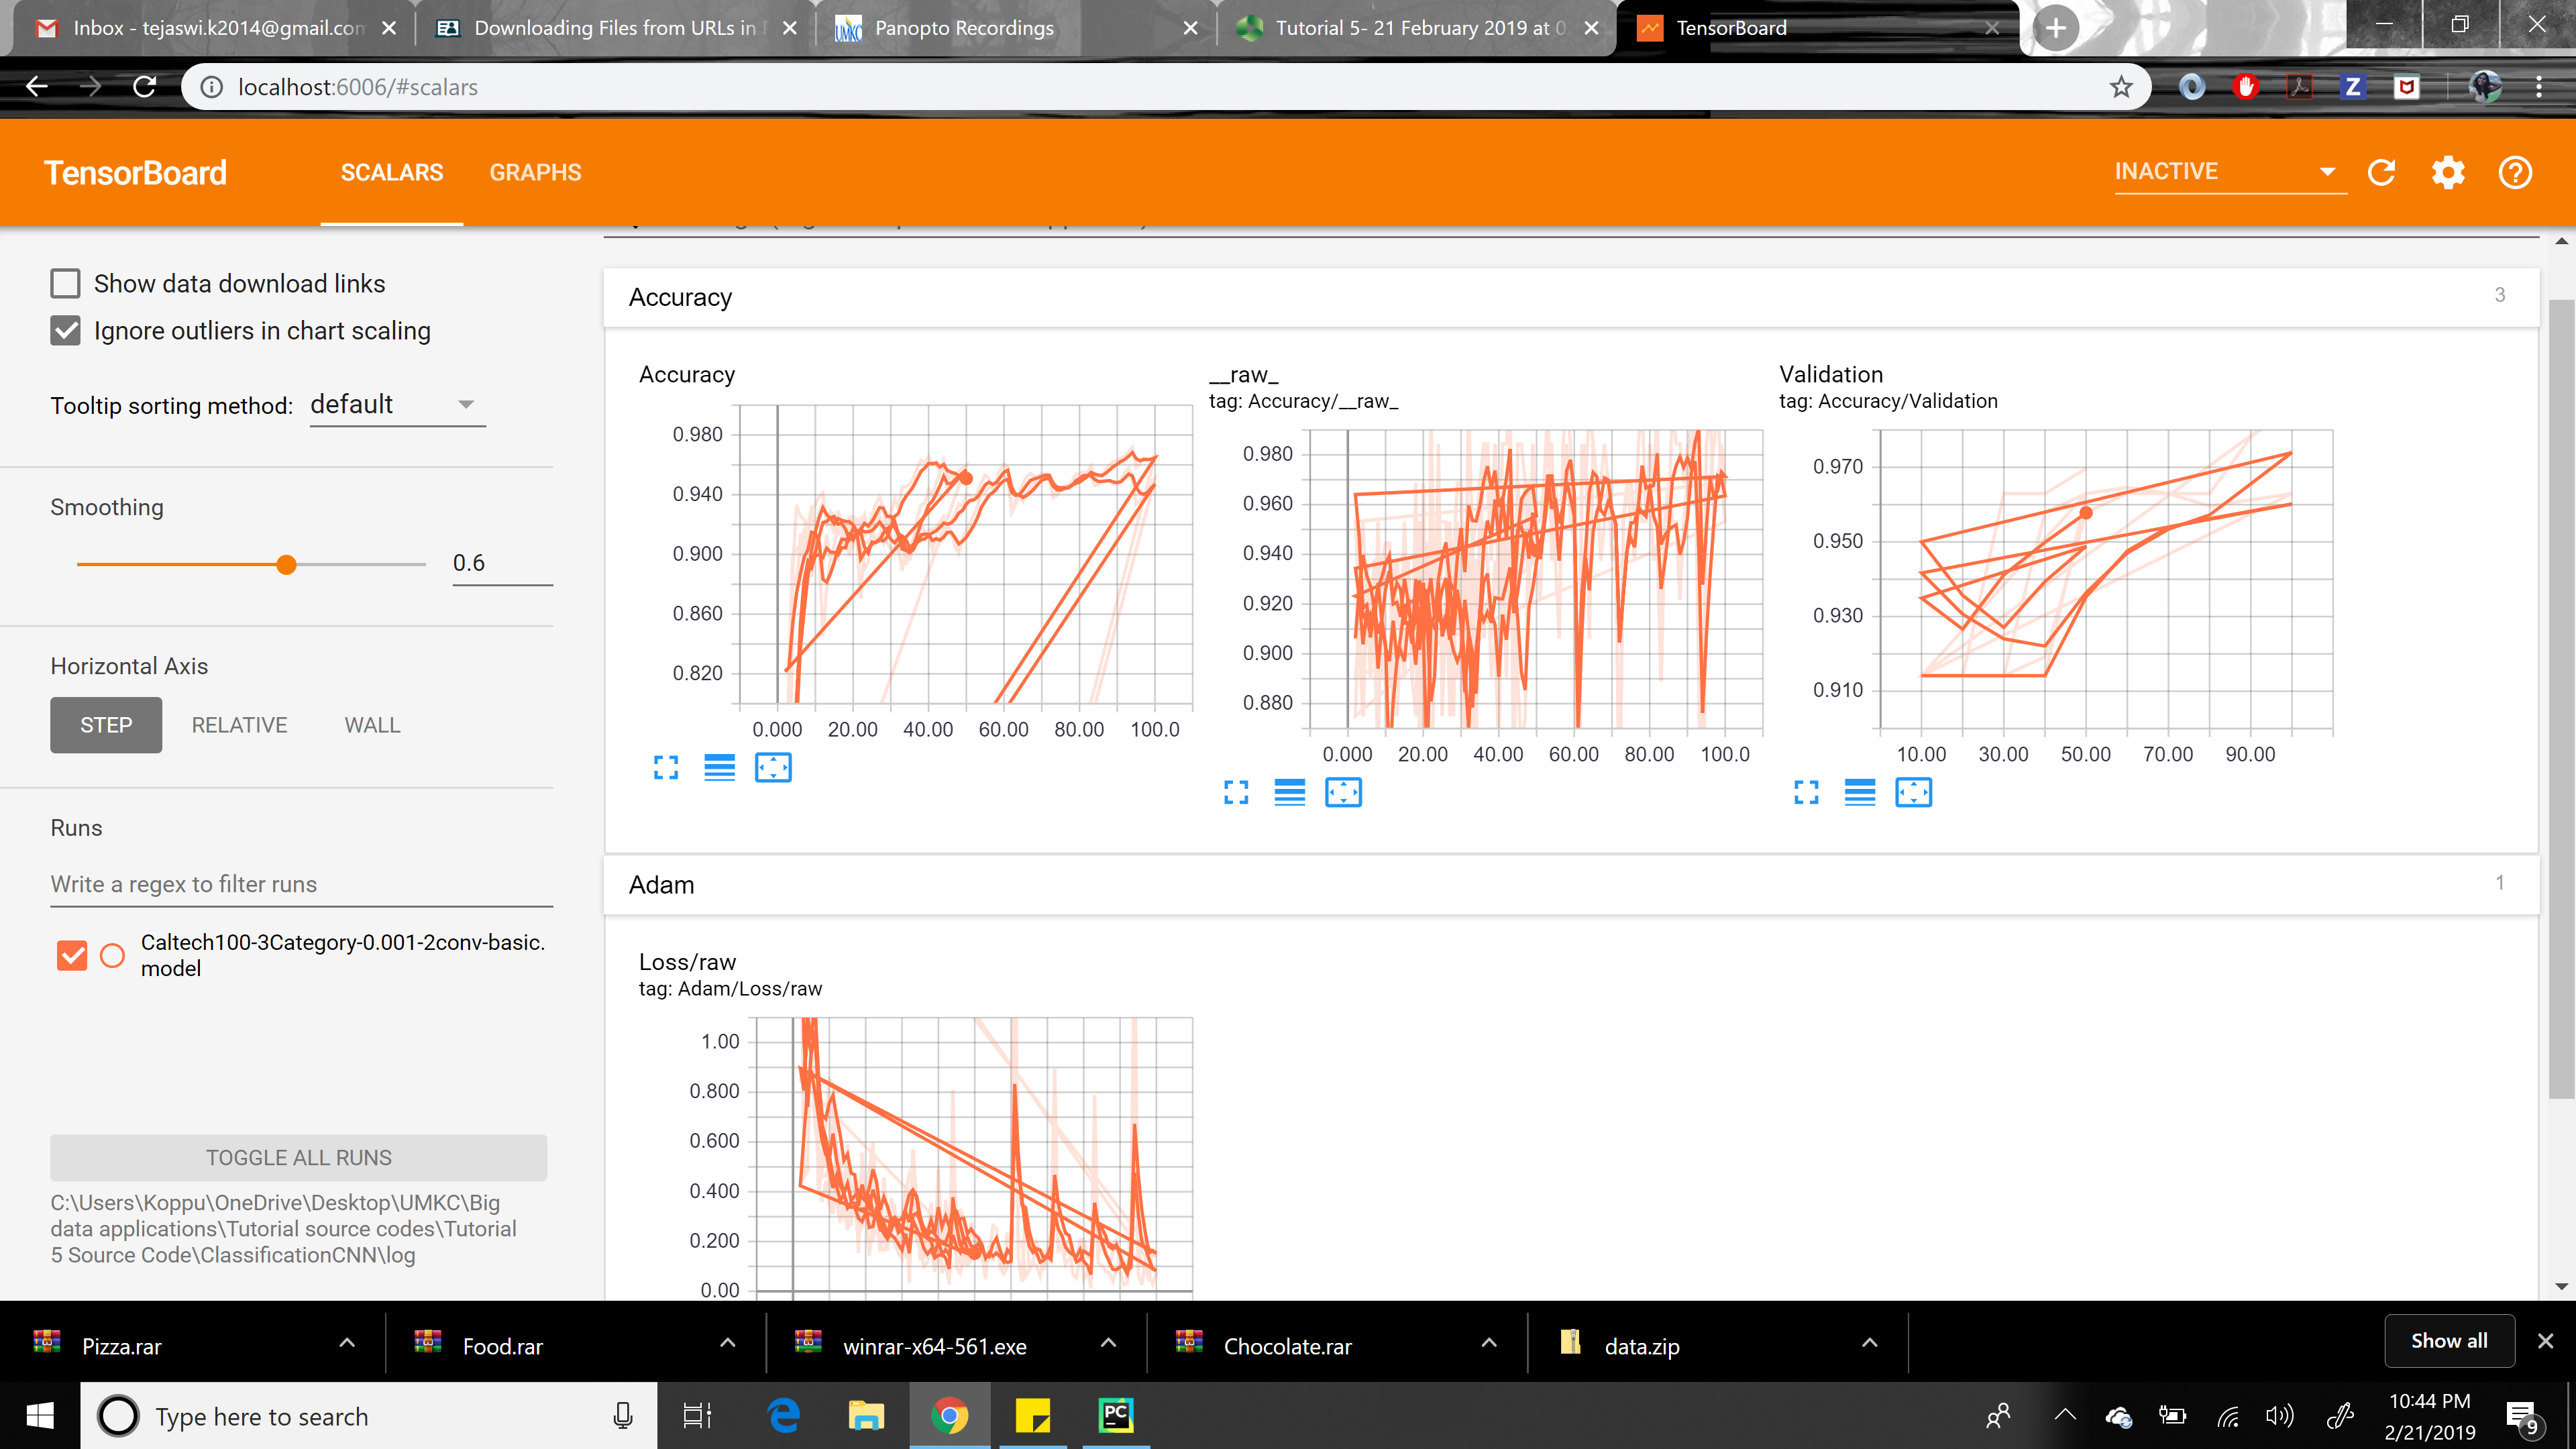 Inbox - tejaswi.k2014@gmail.com
Downloading Files from URLs in
Panopto Recordings
Tutorial 5- 21 February 2019 at 0
TensorBoard
localhost:6006/#scalars
TensorBoard
SCALARS
GRAPHS
INACTIVE
Show data download links
Ignore outliers in chart scaling
Tooltip sorting method: default
Smoothing
0.6
Horizontal Axis
STEP
RELATIVE
WALL
Runs
Write a regex to filter runs
Caltech100-3Category-0.001-2conv-basic.
model
TOGGLE ALL RUNS
C:\Users\Koppu\OneDrive\Desktop\UMKC\Big
data applications\Tutorial source codes\Tutorial
5 Source Code\ClassificationCNN\log
Accuracy
3
Accuracy
0.980
0.940
0.900
0.860
0.820
0.000 20.00 40.00 60.00 80.00 100.0
__raw_
tag: Accuracy/__raw_
0.980
0.960
0.940
0.920
0.900
0.880
0.000 20.00 40.00 60.00 80.00 100.0
Validation
tag: Accuracy/Validation
0.970
0.950
0.930
0.910
10.00 30.00 50.00 70.00 90.00
Adam
1
Loss/raw
tag: Adam/Loss/raw
1.00
0.800
0.600
0.400
0.200
0.00
Pizza.rar
Food.rar
winrar-x64-561.exe
Chocolate.rar
data.zip
Show all
Type here to search
10:44 PM
2/21/2019
9